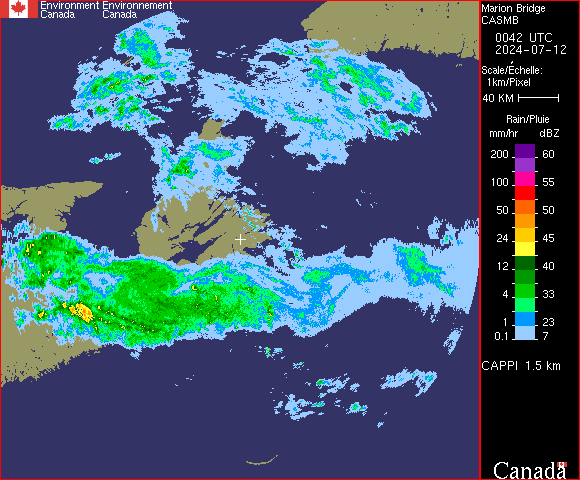 Environment Environnement
Canada Canada
Marion Bridge
CASMB
0042 UTC
2024-07-12
Scale/Échelle:
1km/Pixel
40 KM
Rain/Pluie
mm/hr dBZ
200 60
100 55
50 50
24 45
12 40
4 33
1 23
0.1 7
CAPPI 1.5 km
Canada